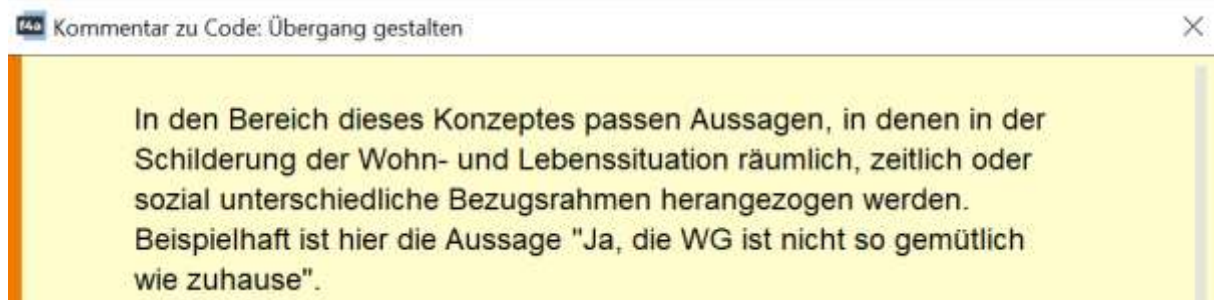 f4a Kommentar zu Code: Übergang gestalten
In den Bereich dieses Konzeptes passen Aussagen, in denen in der
Schilderung der Wohn- und Lebenssituation räumlich, zeitlich oder
sozial unterschiedliche Bezugsrahmen herangezogen werden.
Beispielhaft ist hier die Aussage "Ja, die WG ist nicht so gemütlich
wie zuhause".